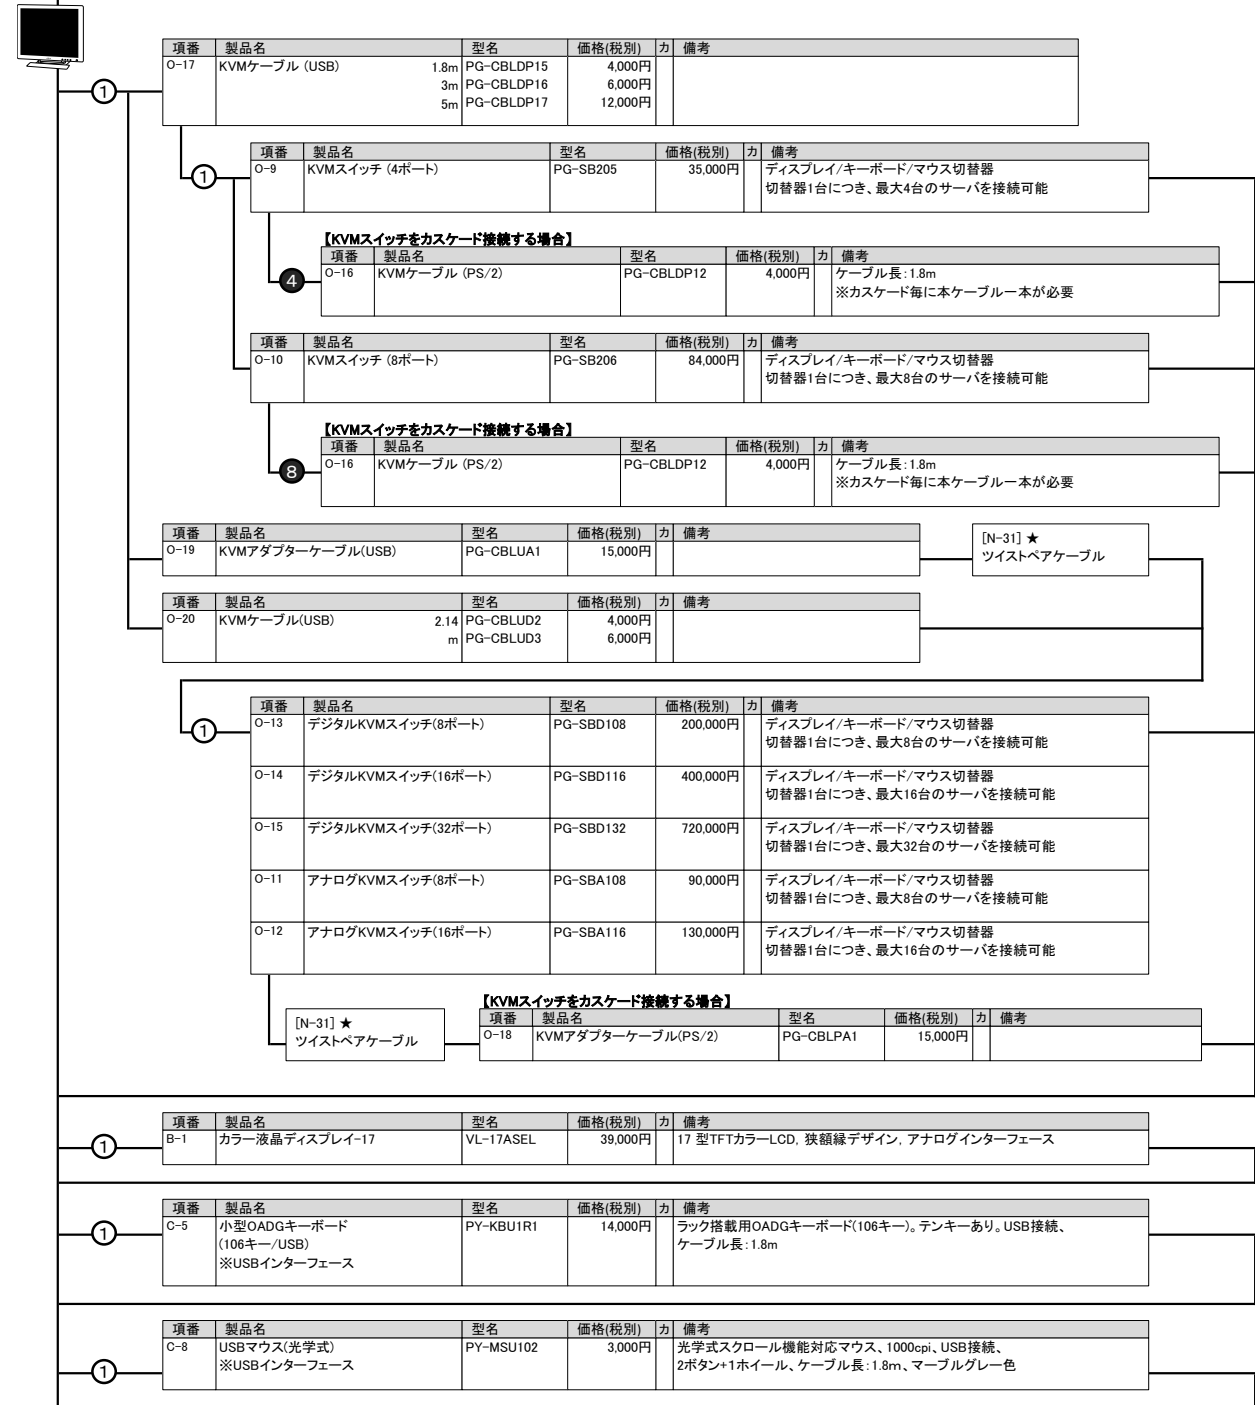 項番 製品名 型名 価格(税別) カ 備考
O-17 KVMケーブル (USB) 1.8m PG-CBLDP15 4,000円
3m PG-CBLDP16 6,000円
5m PG-CBLDP17 12,000円
1
項番 製品名 型名 価格(税別) カ 備考
O-9 KVMスイッチ (4ポート) PG-SB205 35,000円 ディスプレイ/キーボード/マウス切替器
切替器1台につき、最大4台のサーバを接続可能
1
【KVMスイッチをカスケード接続する場合】
項番 製品名 型名 価格(税別) カ 備考
O-16 KVMケーブル (PS/2) PG-CBLDP12 4,000円 ケーブル長:1.8m
※カスケード毎に本ケーブル一本が必要
4
項番 製品名 型名 価格(税別) カ 備考
O-10 KVMスイッチ (8ポート) PG-SB206 84,000円 ディスプレイ/キーボード/マウス切替器
切替器1台につき、最大8台のサーバを接続可能
【KVMスイッチをカスケード接続する場合】
項番 製品名 型名 価格(税別) カ 備考
O-16 KVMケーブル (PS/2) PG-CBLDP12 4,000円 ケーブル長:1.8m
※カスケード毎に本ケーブル一本が必要
8
項番 製品名 型名 価格(税別) カ 備考
O-19 KVMアダプターケーブル(USB) PG-CBLUA1 15,000円
[N-31] ★
ツイストペアケーブル
項番 製品名 型名 価格(税別) カ 備考
O-20 KVMケーブル(USB) 2.14 PG-CBLUD2 4,000円
m PG-CBLUD3 6,000円
項番 製品名 型名 価格(税別) カ 備考
O-13 デジタルKVMスイッチ(8ポート) PG-SBD108 200,000円 ディスプレイ/キーボード/マウス切替器
切替器1台につき、最大8台のサーバを接続可能
1
O-14 デジタルKVMスイッチ(16ポート) PG-SBD116 400,000円 ディスプレイ/キーボード/マウス切替器
切替器1台につき、最大16台のサーバを接続可能
O-15 デジタルKVMスイッチ(32ポート) PG-SBD132 720,000円 ディスプレイ/キーボード/マウス切替器
切替器1台につき、最大32台のサーバを接続可能
O-11 アナログKVMスイッチ(8ポート) PG-SBA108 90,000円 ディスプレイ/キーボード/マウス切替器
切替器1台につき、最大8台のサーバを接続可能
O-12 アナログKVMスイッチ(16ポート) PG-SBA116 130,000円 ディスプレイ/キーボード/マウス切替器
切替器1台につき、最大16台のサーバを接続可能
[N-31] ★
ツイストペアケーブル
【KVMスイッチをカスケード接続する場合】
項番 製品名 型名 価格(税別) カ 備考
O-18 KVMアダプターケーブル(PS/2) PG-CBLPA1 15,000円
項番 製品名 型名 価格(税別) カ 備考
1 B-1 カラー液晶ディスプレイ-17 VL-17ASEL 39,000円 17 型TFTカラーLCD, 狭額縁デザイン, アナログインターフェース
項番 製品名 型名 価格(税別) カ 備考
1 C-5 小型OADGキーボード PY-KBU1R1 14,000円 ラック搭載用OADGキーボード(106キー)。テンキーあり。USB接続、
(106キー/USB) ケーブル長:1.8m
※USBインターフェース
項番 製品名 型名 価格(税別) カ 備考
C-8 USBマウス(光学式) PY-MSU102 3,000円 光学式スクロール機能対応マウス、1000cpi、USB接続、
1 ※USBインターフェース 2ボタン+1ホイール、ケーブル長:1.8m、マーブルグレー色